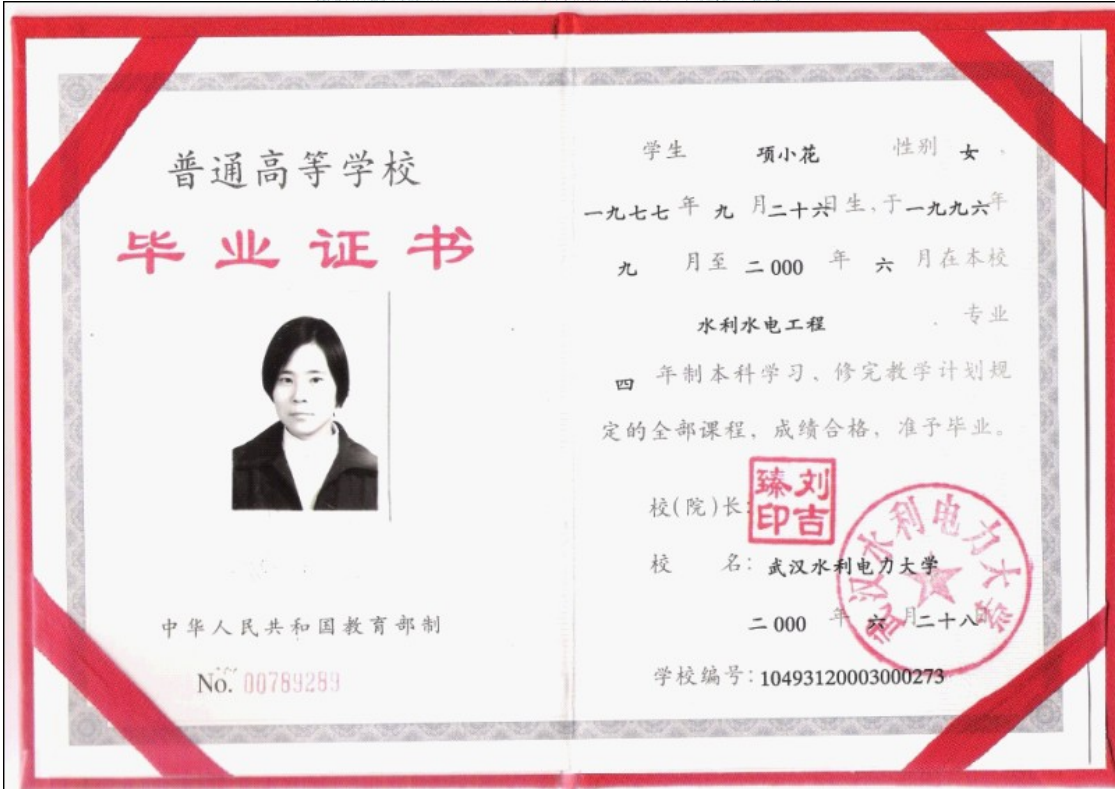 普通高等学校
毕业证书
中华人民共和国教育部制
No. 00789289
学生 项小花 性别 女,
一九七七 年 九 月二十六日生,于一九九六年
九 月至 二000 年 六 月在本校
水利水电工程 专业
四 年制本科学习、修完教学计划规
定的全部课程,成绩合格,准予毕业。
校(院)长:
刘吉臻印
校 名: 武汉水利电力大学
武汉水利电力大学
二000 年 六 月二十八日
学校编号: 10493120003000273